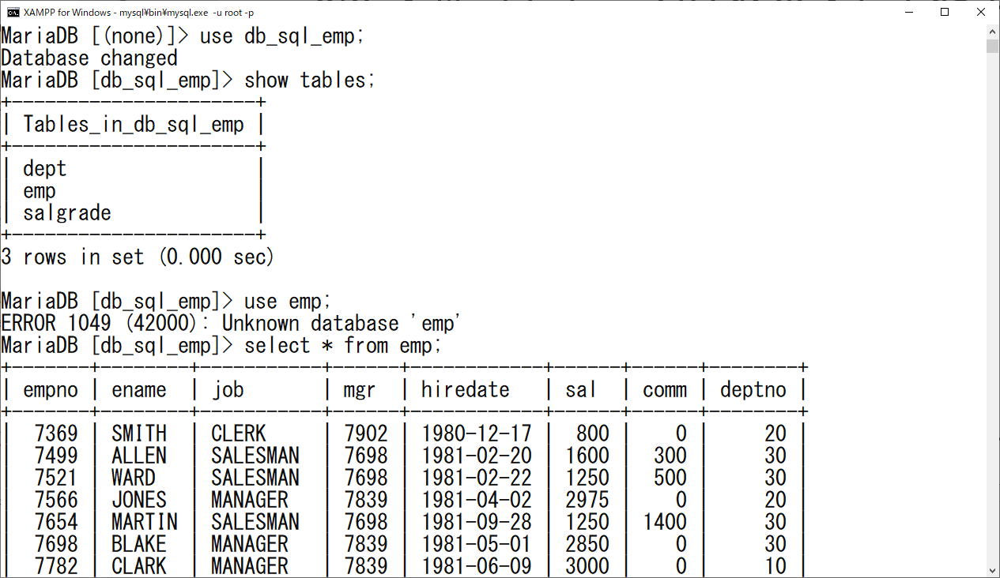 XAMPP for Windows - mysql¥bin¥mysql.exe -u root -p
MariaDB [(none)]> use db_sql_emp;
Database changed
MariaDB [db_sql_emp]> show tables;
+----------------------+
| Tables_in_db_sql_emp |
+----------------------+
| dept                 |
| emp                  |
| salgrade             |
+----------------------+
3 rows in set (0.000 sec)

MariaDB [db_sql_emp]> use emp;
ERROR 1049 (42000): Unknown database 'emp'
MariaDB [db_sql_emp]> select * from emp;
+-------+--------+-----------+------+------------+------+------+--------+
| empno | ename  | job       | mgr  | hiredate   | sal  | comm | deptno |
+-------+--------+-----------+------+------------+------+------+--------+
|  7369 | SMITH  | CLERK     | 7902 | 1980-12-17 |  800 |    0 |     20 |
|  7499 | ALLEN  | SALESMAN  | 7698 | 1981-02-20 | 1600 |  300 |     30 |
|  7521 | WARD   | SALESMAN  | 7698 | 1981-02-22 | 1250 |  500 |     30 |
|  7566 | JONES  | MANAGER   | 7839 | 1981-04-02 | 2975 |    0 |     20 |
|  7654 | MARTIN | SALESMAN  | 7698 | 1981-09-28 | 1250 | 1400 |     30 |
|  7698 | BLAKE  | MANAGER   | 7839 | 1981-05-01 | 2850 |    0 |     30 |
|  7782 | CLARK  | MANAGER   | 7839 | 1981-06-09 | 3000 |    0 |     10 |